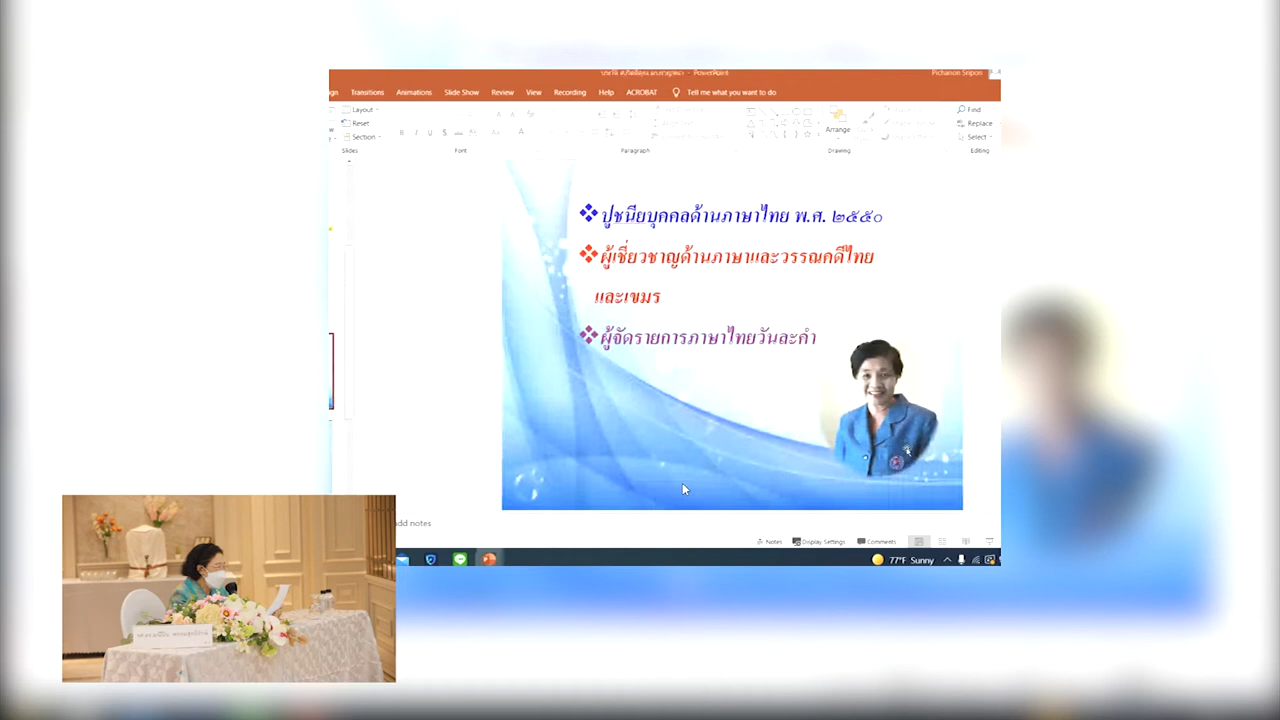 PowerPoint
Pichanon Sripon
Transitions Animations Slide Show Review View Recording Help ACROBAT Tell me what you want to do
Layout
Reset
Section
Arrange
Find
Replace
Select
Slides Font Paragraph Drawing Editing
ปูชนียบุคคลด้านภาษาไทย พ.ศ. ๒๕๕๐
ผู้เชี่ยวชาญด้านภาษาและวรรณคดีไทย
และเขมร
ผู้จัดรายการภาษาไทยวันละคำ
add notes
Notes Display Settings Comments
77°F Sunny